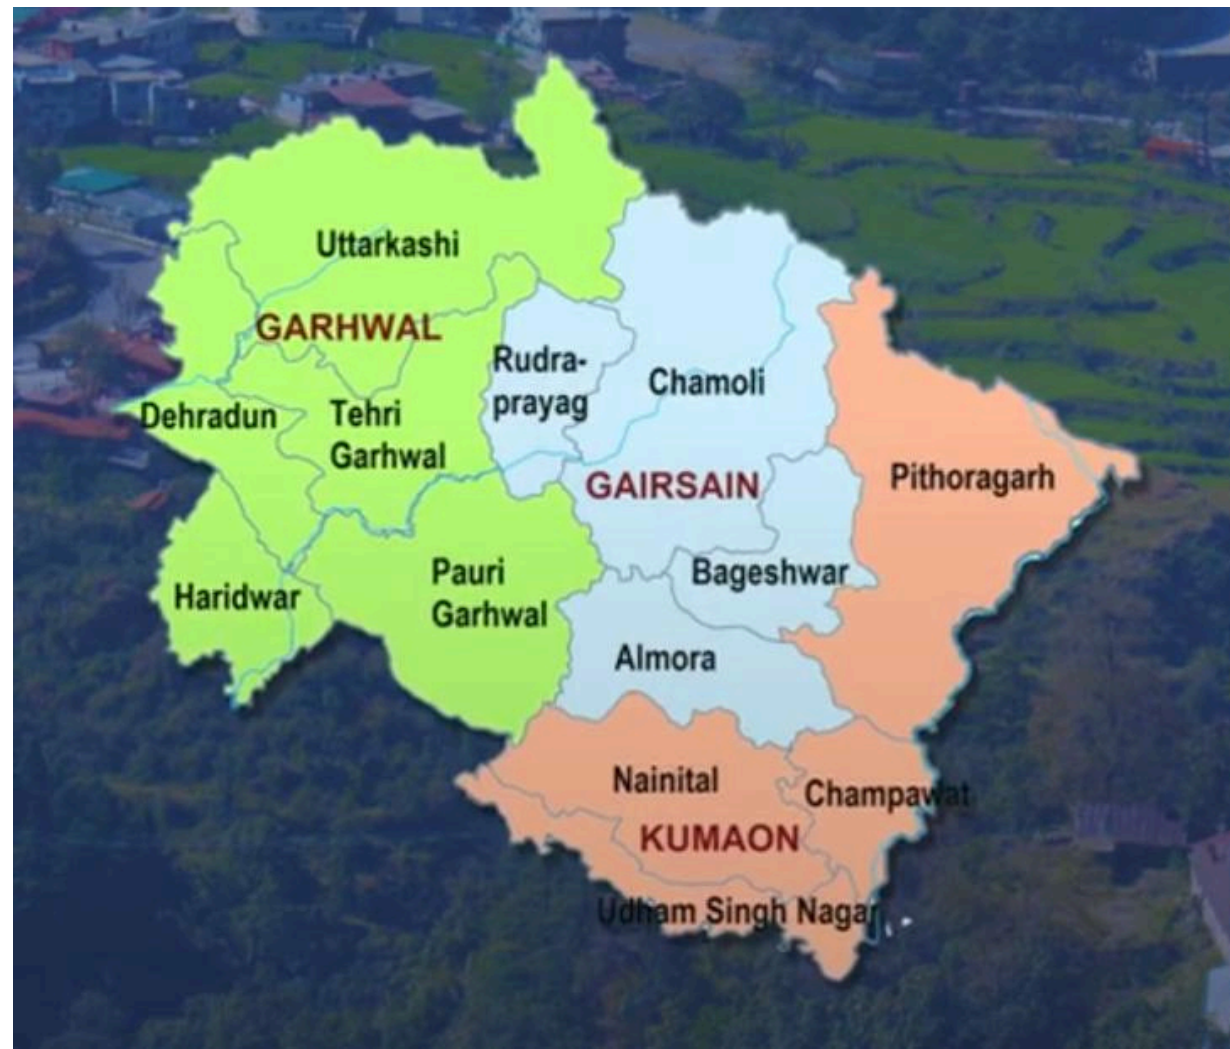 Uttarkashi
GARHWAL
Rudra-
prayag
Chamoli
Dehradun
Tehri
Garhwal
GAIRSAIN
Pithoragarh
Haridwar
Pauri
Garhwal
Bageshwar
Almora
Nainital
Champawat
KUMAON
Udham Singh Nagar